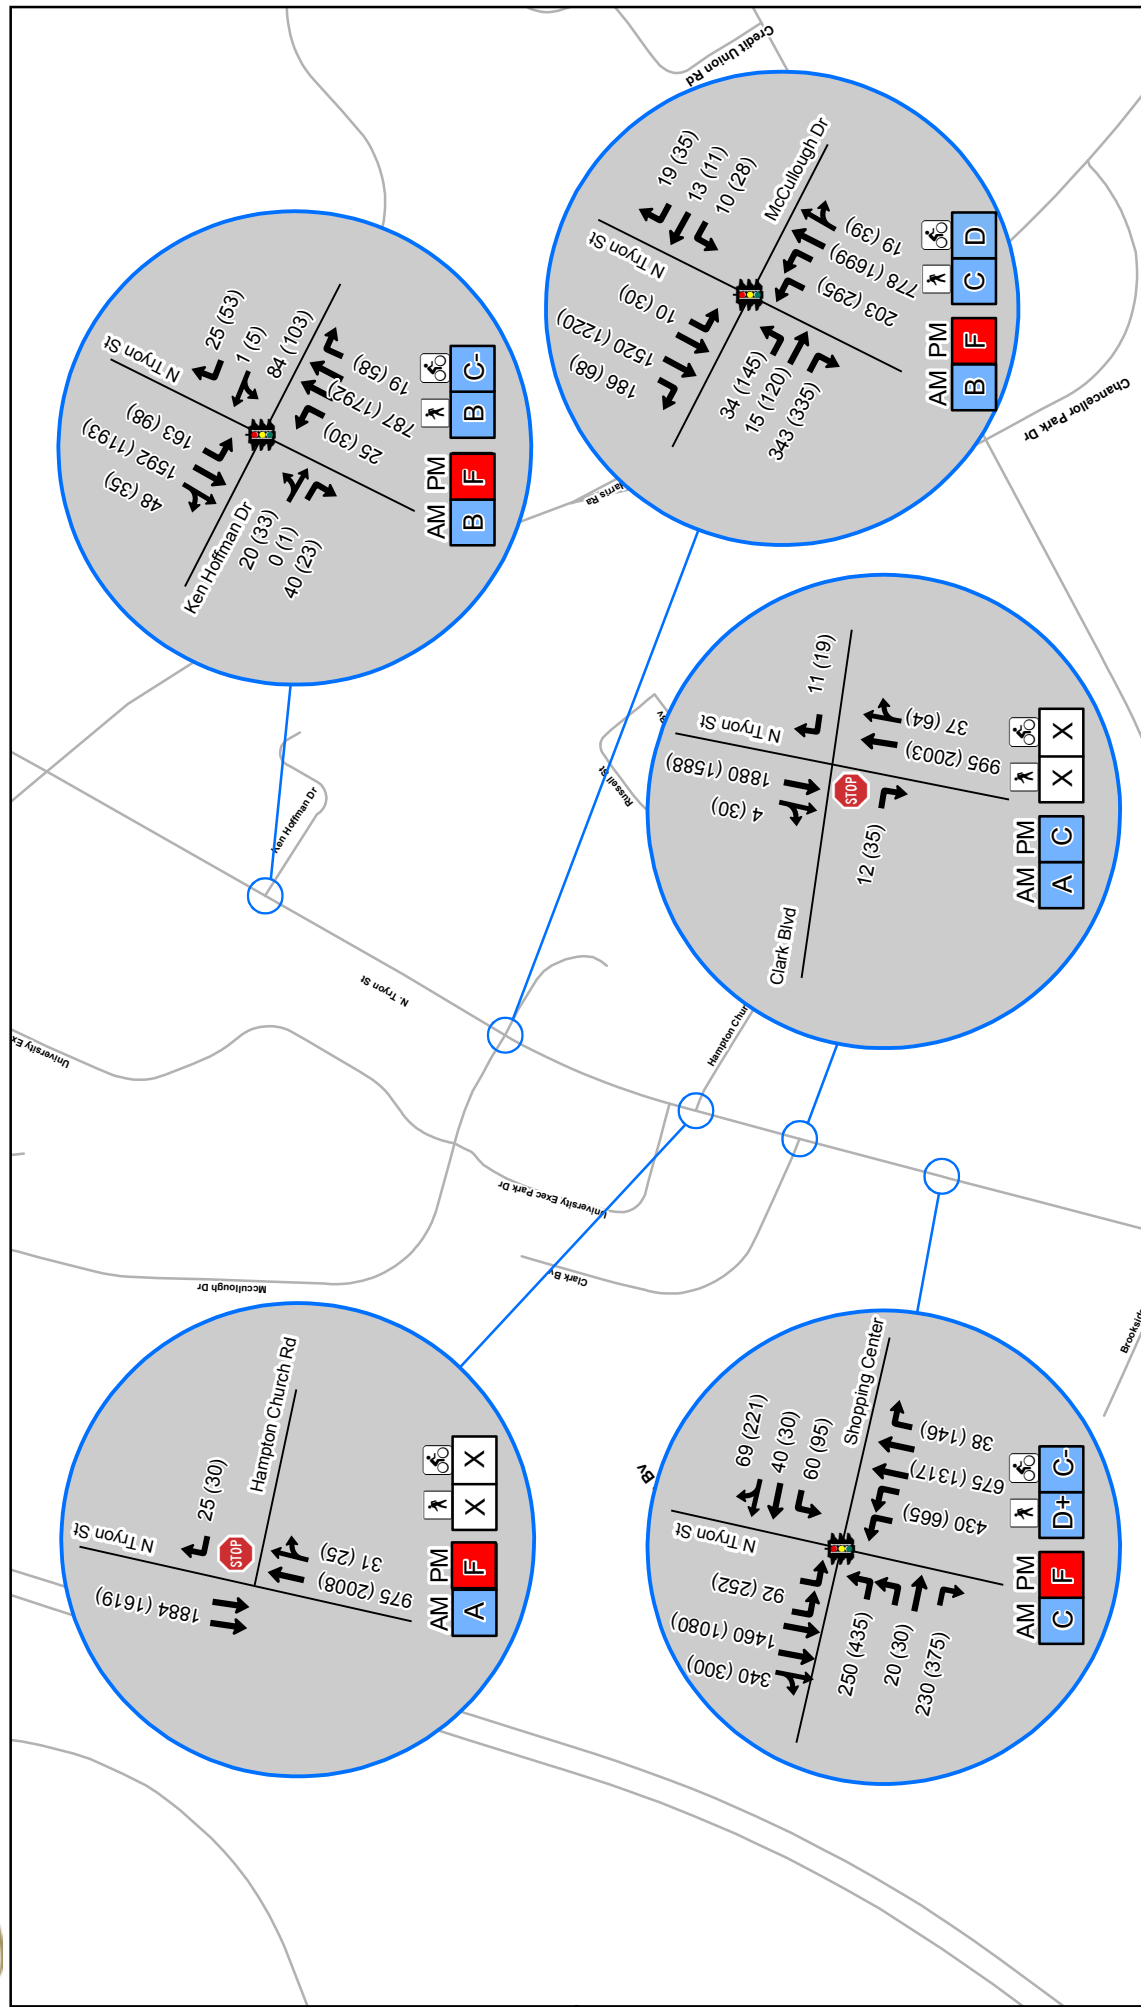 N Tryon St
Ken Hoffman Dr
48 (35)
1592 (1193)
163 (98)
25 (53)
1 (5)
84 (103)
20 (33)
0 (1)
40 (23)
25 (30)
787 (1792)
19 (58)
AM PM
B F
B C-
N Tryon St
McCullough Dr
186 (68)
1520 (1220)
10 (30)
19 (35)
13 (11)
10 (28)
34 (145)
15 (120)
343 (335)
203 (295)
778 (1699)
19 (39)
AM PM
B F
C D
N Tryon St
Clark Blvd
4 (30)
1880 (1588)
11 (19)
STOP
12 (35)
995 (2003)
37 (64)
AM PM
A C
X X
N Tryon St
Hampton Church Rd
1884 (1619)
25 (30)
STOP
975 (2008)
31 (25)
AM PM
A F
X X
N Tryon St
Shopping Center
340 (300)
1460 (1080)
92 (252)
69 (221)
40 (30)
60 (95)
250 (435)
20 (30)
230 (375)
430 (665)
675 (1317)
38 (146)
AM PM
C F
D+ C-
Credit Union Rd
Chancellor Park Dr
Russell St
Ken Hoffman Dr
N. Tryon St
University Ex
Hampton Chur
University Exec Park Dr
Mccullough Dr
Clark Bv
Bv
Brookside